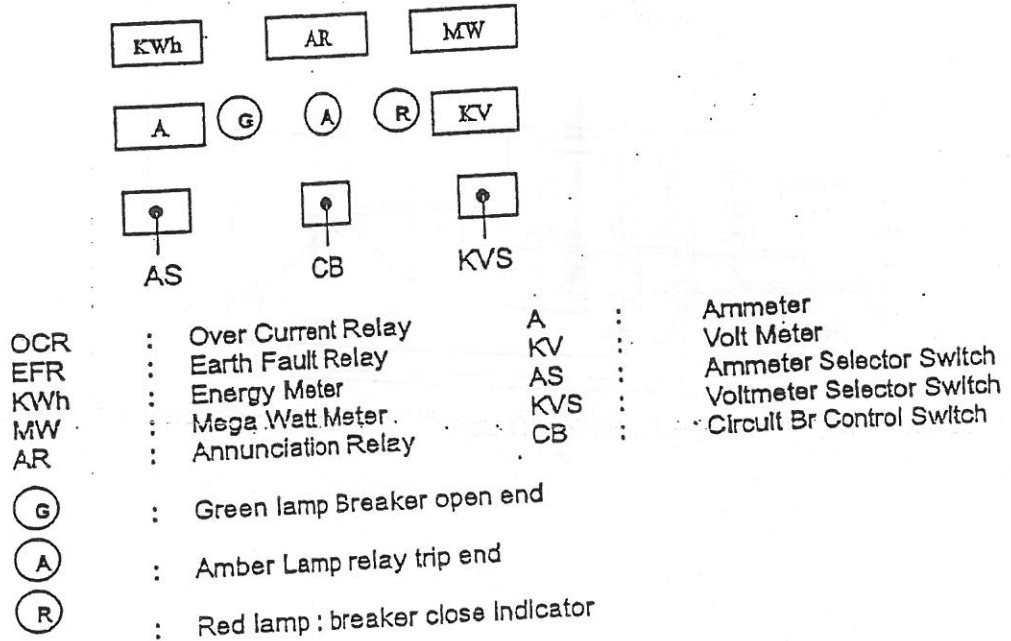 KWh AR MW
A G A R KV
AS CB KVS
OCR : Over Current Relay
EFR : Earth Fault Relay
KWh : Energy Meter
MW : Mega Watt Meter
AR : Annunciation Relay
A : Ammeter
KV : Volt Meter
AS : Ammeter Selector Switch
KVS : Voltmeter Selector Switch
CB : Circuit Br Control Switch
G : Green lamp Breaker open end
A : Amber Lamp relay trip end
R : Red lamp : breaker close indicator